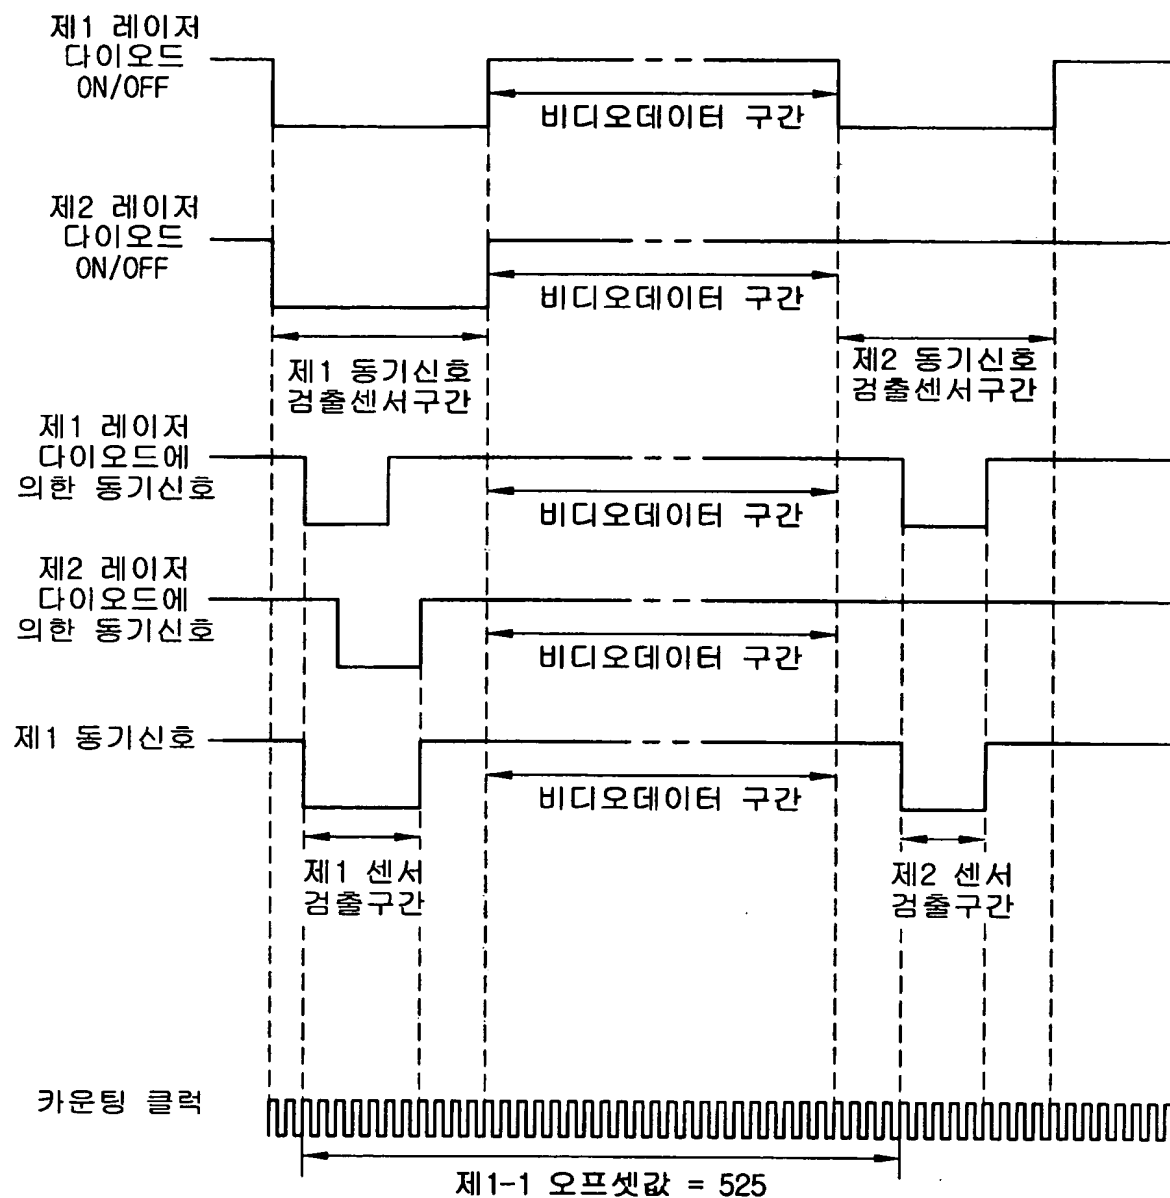 제1 레이저
다이오드
ON/OFF
비디오데이터 구간
제2 레이저
다이오드
ON/OFF
비디오데이터 구간
제1 동기신호
검출센서구간
제2 동기신호
검출센서구간
제1 레이저
다이오드에
의한 동기신호
비디오데이터 구간
제2 레이저
다이오드에
의한 동기신호
비디오데이터 구간
제1 동기신호
비디오데이터 구간
제1 센서
검출구간
제2 센서
검출구간
카운팅 클럭
제1-1 오프셋값 = 525